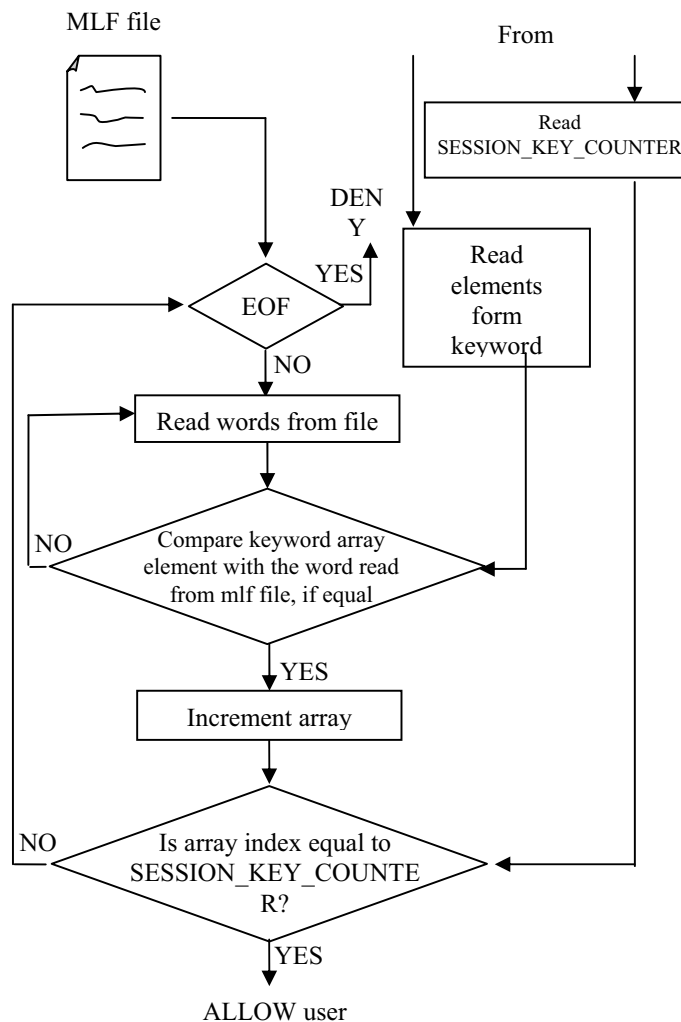 MLF file
From
Read
SESSION_KEY_COUNTER
DEN
Y
YES
Read
elements
form
keyword
EOF
NO
Read words from file
NO
Compare keyword array
element with the word read
from mlf file, if equal
YES
Increment array
NO
Is array index equal to
SESSION_KEY_COUNTE
R?
YES
ALLOW user